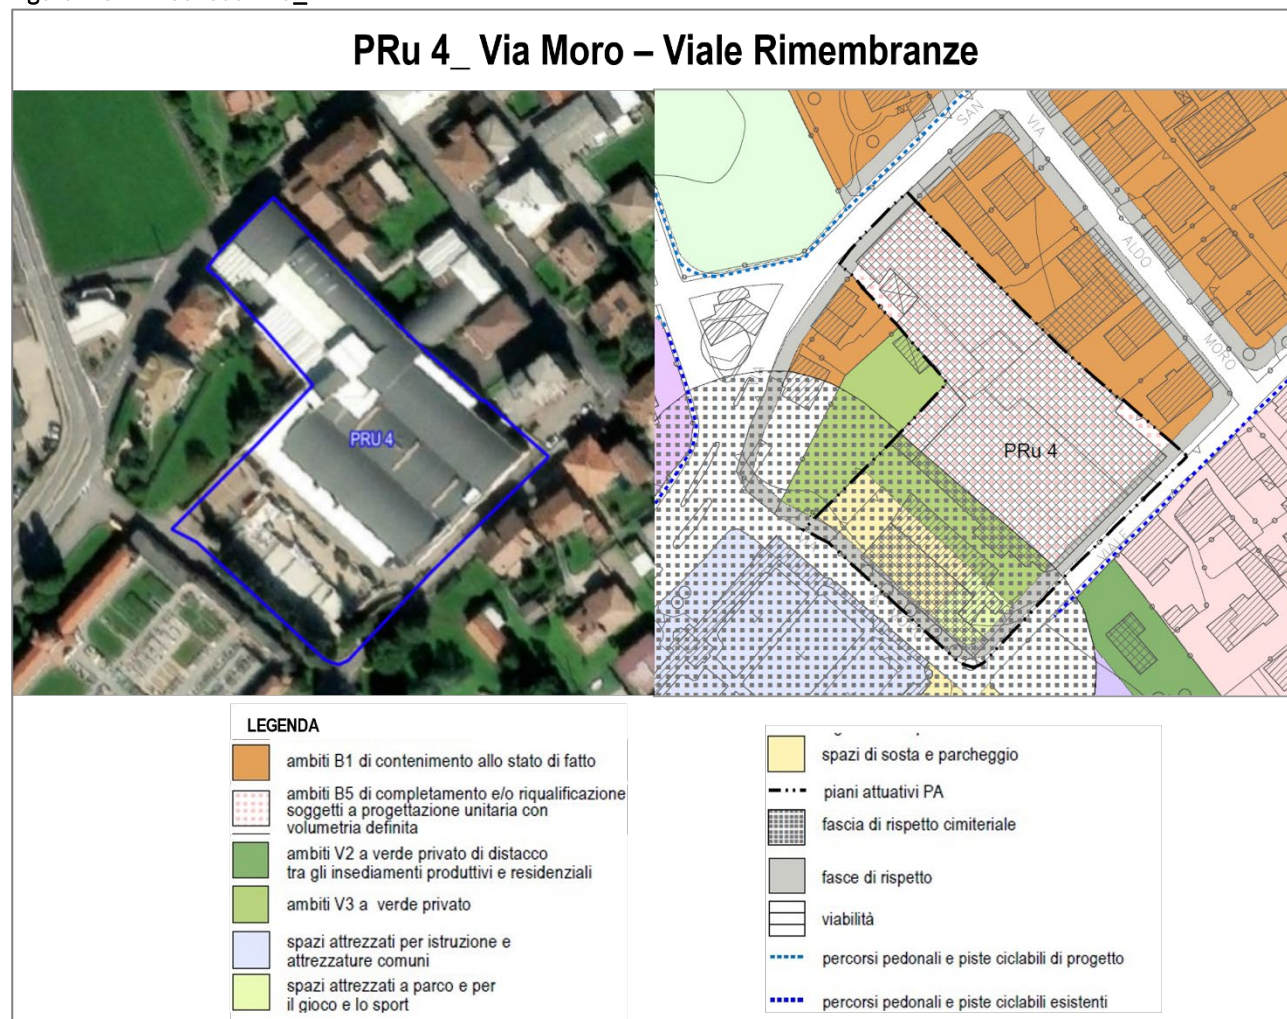 PRu 4_ Via Moro – Viale Rimembranze
PRU 4
SAN
VIA
ALDO
MORO
PRu 4
VIALE
LEGENDA
ambiti B1 di contenimento allo stato di fatto
ambiti B5 di completamento e/o riqualificazione
soggetti a progettazione unitaria con
volumetria definita
ambiti V2 a verde privato di distacco
tra gli insediamenti produttivi e residenziali
ambiti V3 a verde privato
spazi attrezzati per istruzione e
attrezzature comuni
spazi attrezzati a parco e per
il gioco e lo sport
spazi di sosta e parcheggio
piani attuativi PA
fascia di rispetto cimiteriale
fasce di rispetto
viabilità
percorsi pedonali e piste ciclabili di progetto
percorsi pedonali e piste ciclabili esistenti